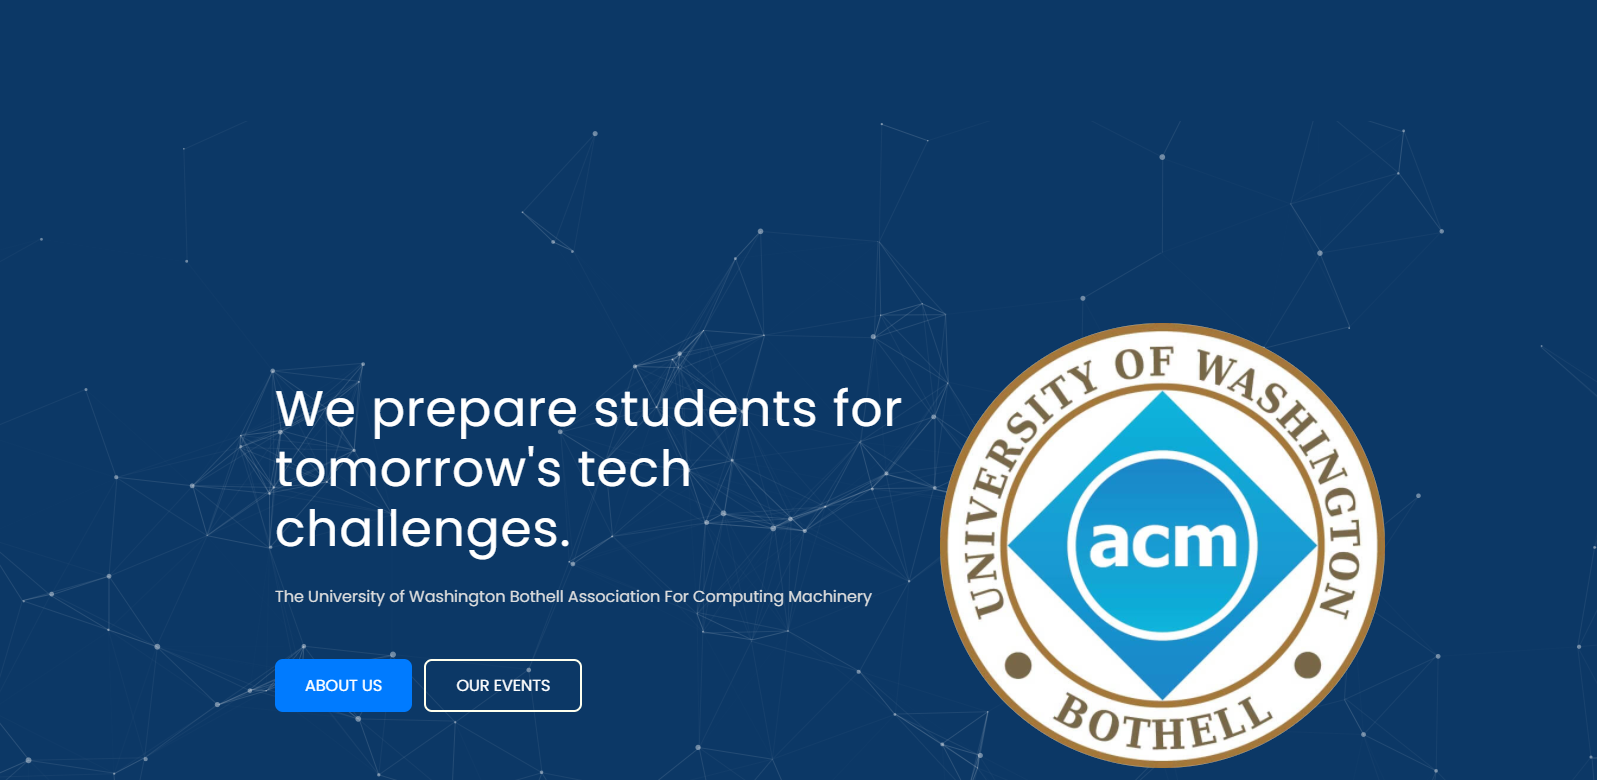 We prepare students for
tomorrow's tech
challenges.
The University of Washington Bothell Association For Computing Machinery
ABOUT US
OUR EVENTS
UNIVERSITY OF WASHINGTON
acm
BOTHELL